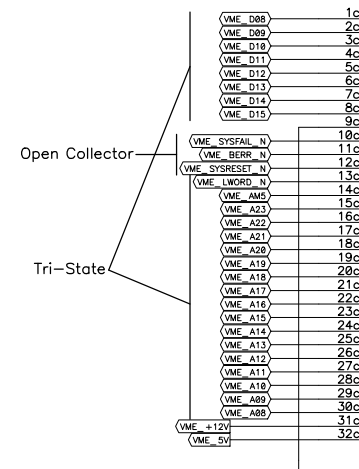 VME_D08 1c
VME_D09 2c
VME_D10 3c
VME_D11 4c
VME_D12 5c
VME_D13 6c
VME_D14 7c
VME_D15 8c
9c
VME_SYSFAIL_N 10c
VME_BERR_N 11c
Open Collector
VME_SYSRESET_N 12c
VME_LWORD_N 13c
VME_AM5 14c
VME_A23 15c
VME_A22 16c
VME_A21 17c
VME_A20 18c
VME_A19 19c
Tri-State
VME_A18 20c
VME_A17 21c
VME_A16 22c
VME_A15 23c
VME_A14 24c
VME_A13 25c
VME_A12 26c
VME_A11 27c
VME_A10 28c
VME_A09 29c
VME_A08 30c
VME_+12V 31c
VME_5V 32c